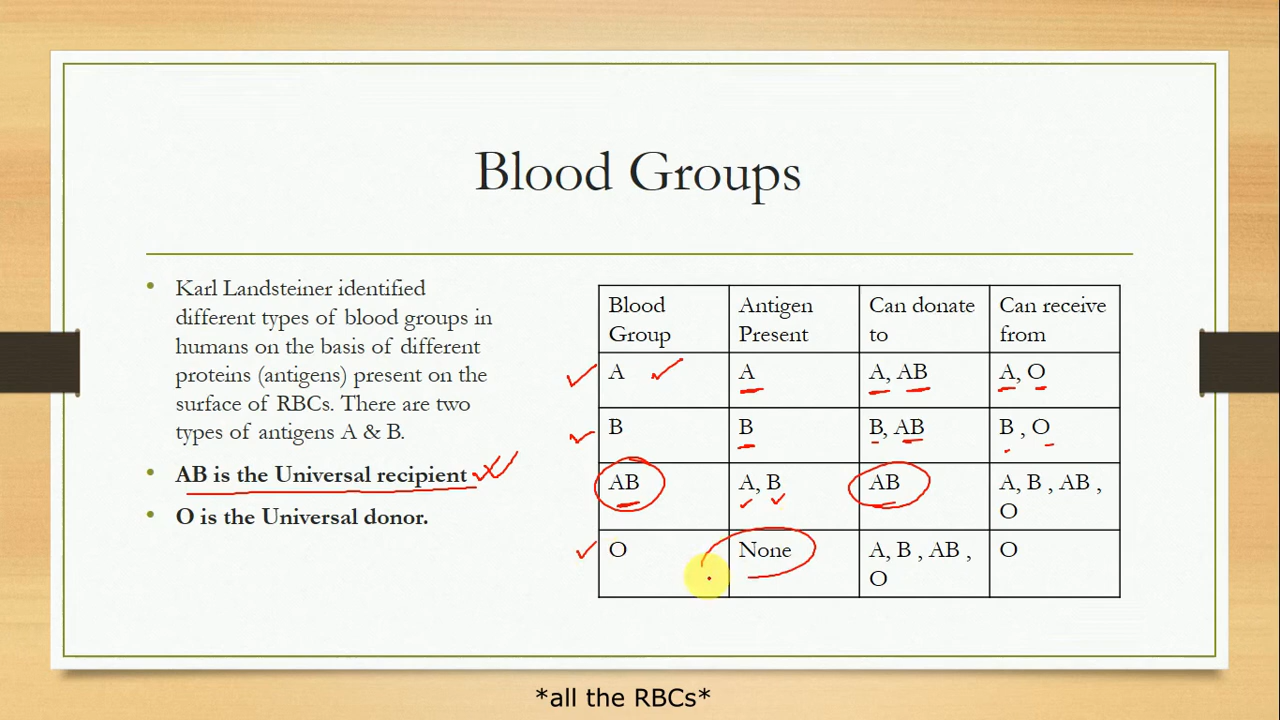 Blood Groups
• Karl Landsteiner identified
different types of blood groups in
humans on the basis of different
proteins (antigens) present on the
surface of RBCs. There are two
types of antigens A & B.
• AB is the Universal recipient
• O is the Universal donor.
Blood Group | Antigen Present | Can donate to | Can receive from
A | A | A, AB | A, O
B | B | B, AB | B , O
AB | A, B | AB | A, B , AB , O
O | None | A, B , AB , O | O
*all the RBCs*